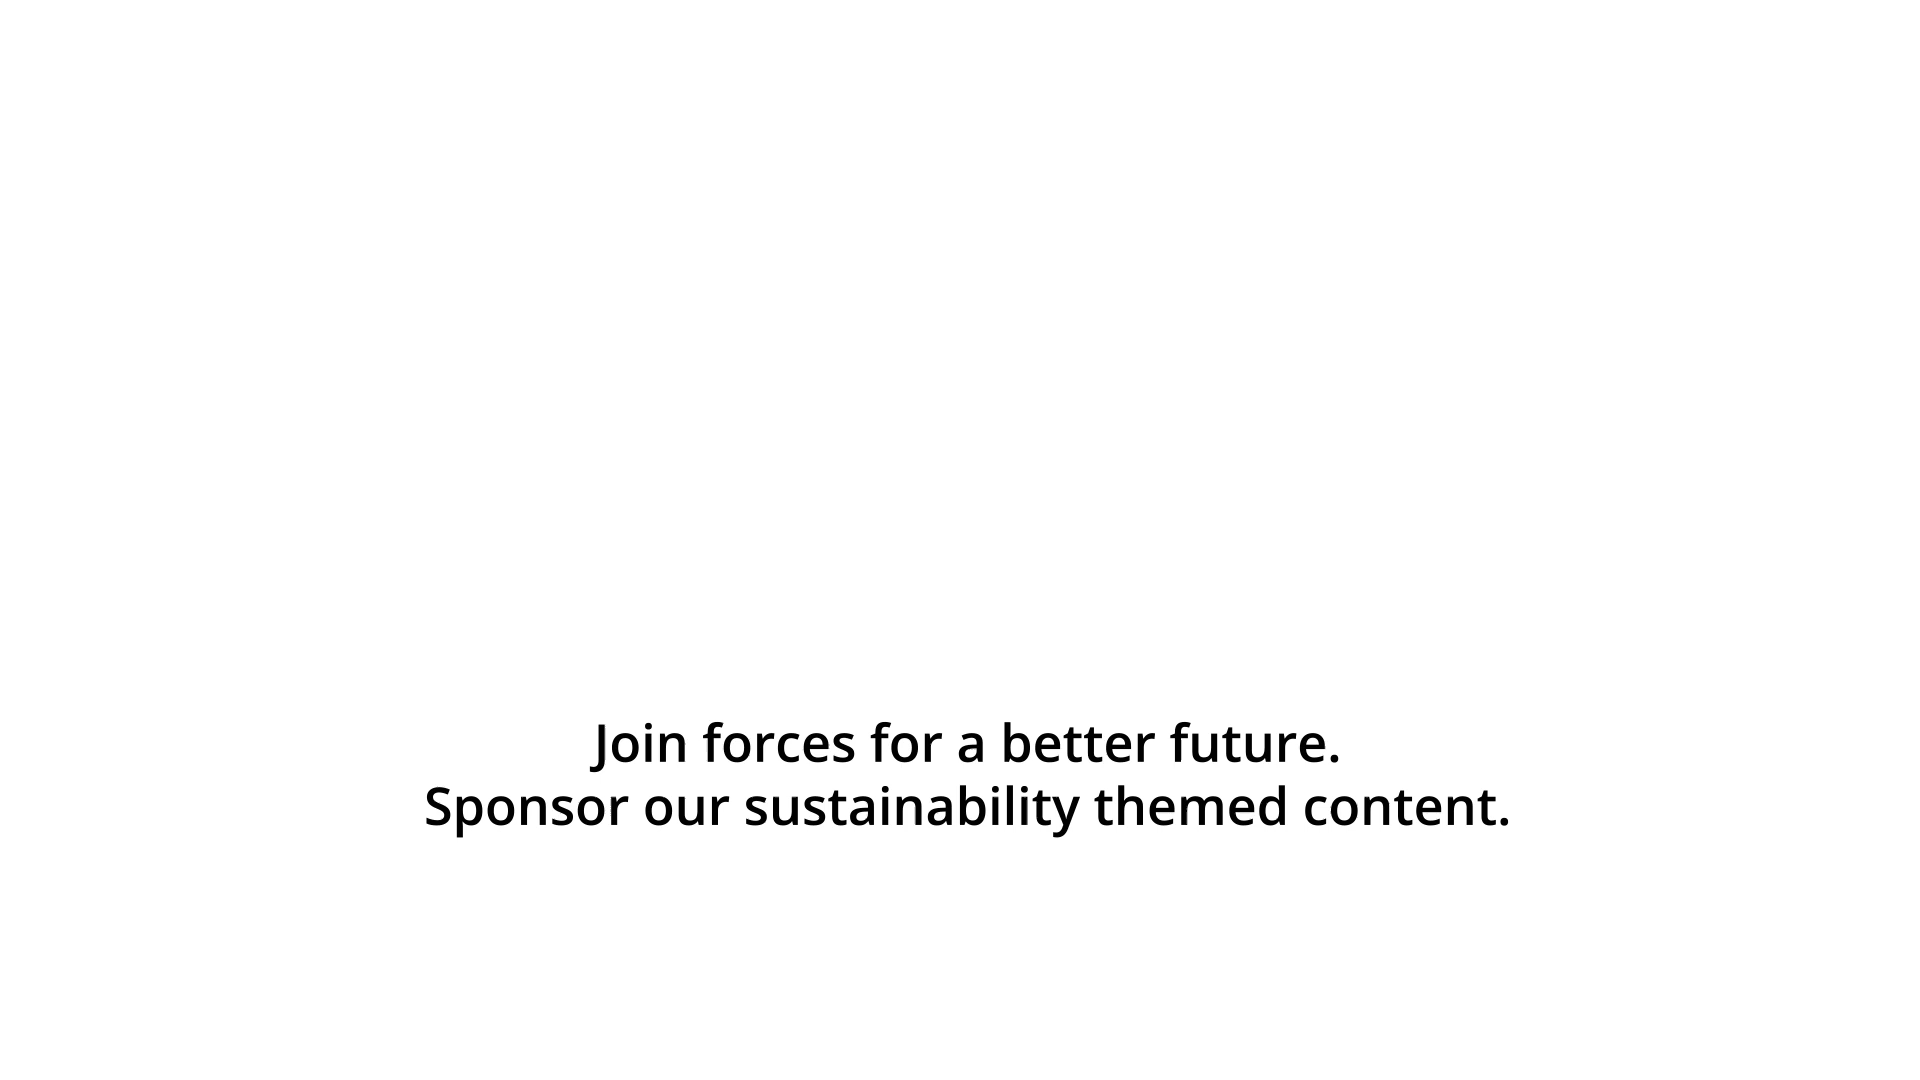 Join forces for a better future.
Sponsor our sustainability themed content.